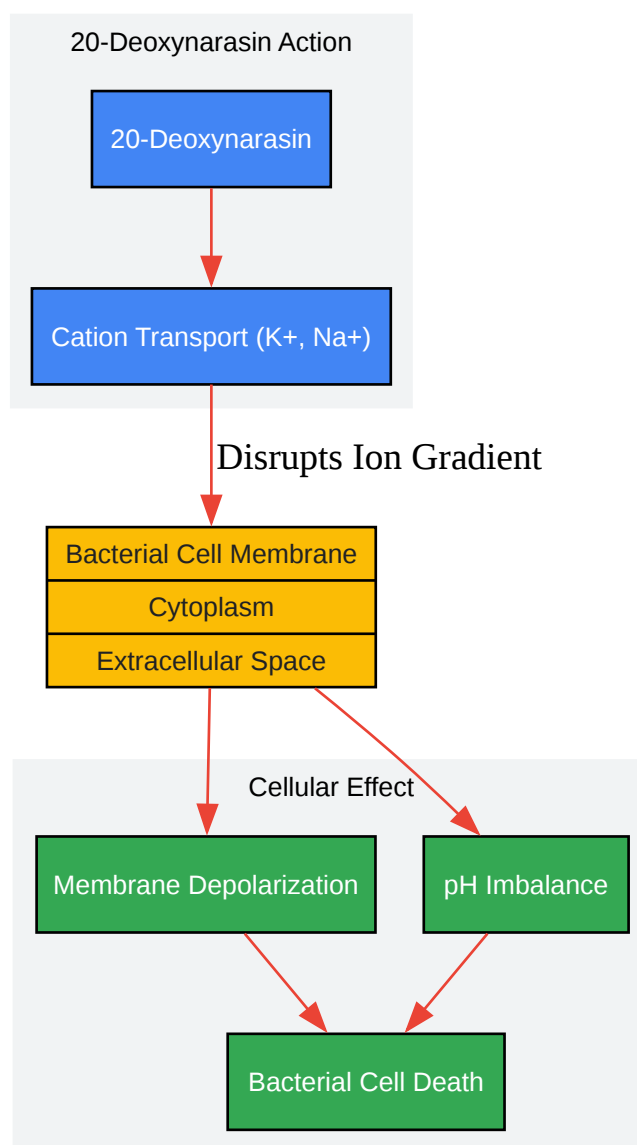 20-Deoxynarasin Action
20-Deoxynarasin
Cation Transport (K+, Na+)
Disrupts Ion Gradient
Bacterial Cell Membrane
Cytoplasm
Extracellular Space
Cellular Effect
Membrane Depolarization
pH Imbalance
Bacterial Cell Death